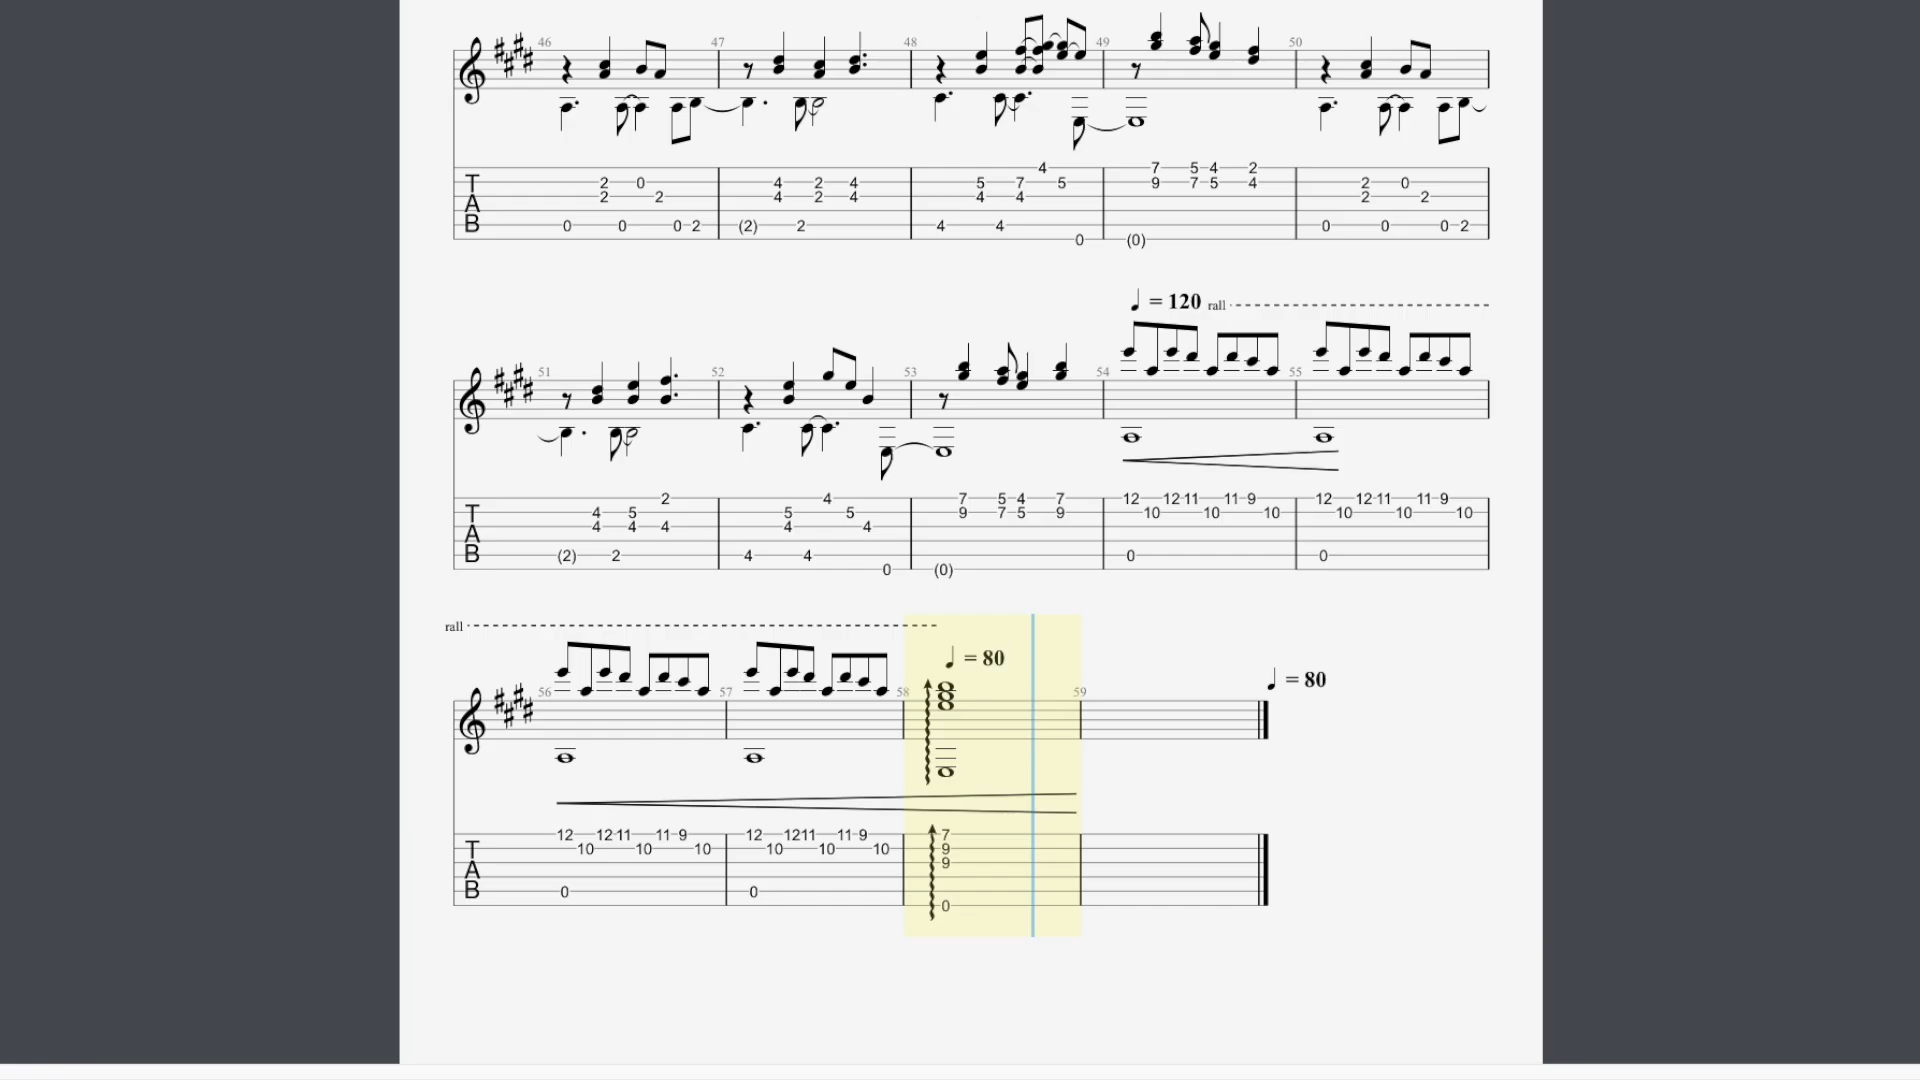 46 47 48 49 50
4
7 5 4 2
T 2 0 4 2 4 5 7 5 9 7 5 4 2 0
A 2 2 4 2 4 4 4 2 2
B 0 0 0 2 (2) 2 4 4 0 0 0 2
0 (0)
= 120 rall
51 52 53 54 55
2 4 7 5 4 7 12 12 11 11 9 12 12 11 11 9
T 4 5 5 5 9 7 5 9 10 10 10 10 10 10
A 4 4 4 4 4
B (2) 2 4 4 0 0
0 (0)
rall
= 80
= 80
56 57 58 59
12 12 11 11 9 12 12 11 11 9 7
T 10 10 10 10 10 10 9
A 9
B 0 0
0